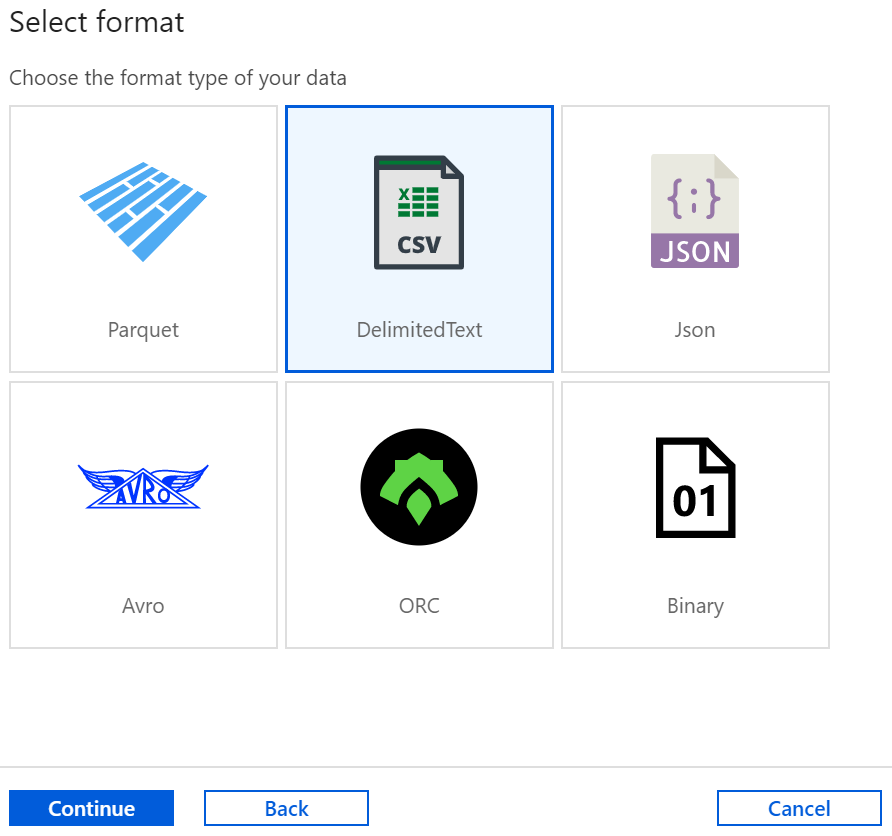 Select format
Choose the format type of your data
X
CSV
{;}
JSON
Parquet
DelimitedText
Json
AVRO
01
Avro
ORC
Binary
Continue
Back
Cancel